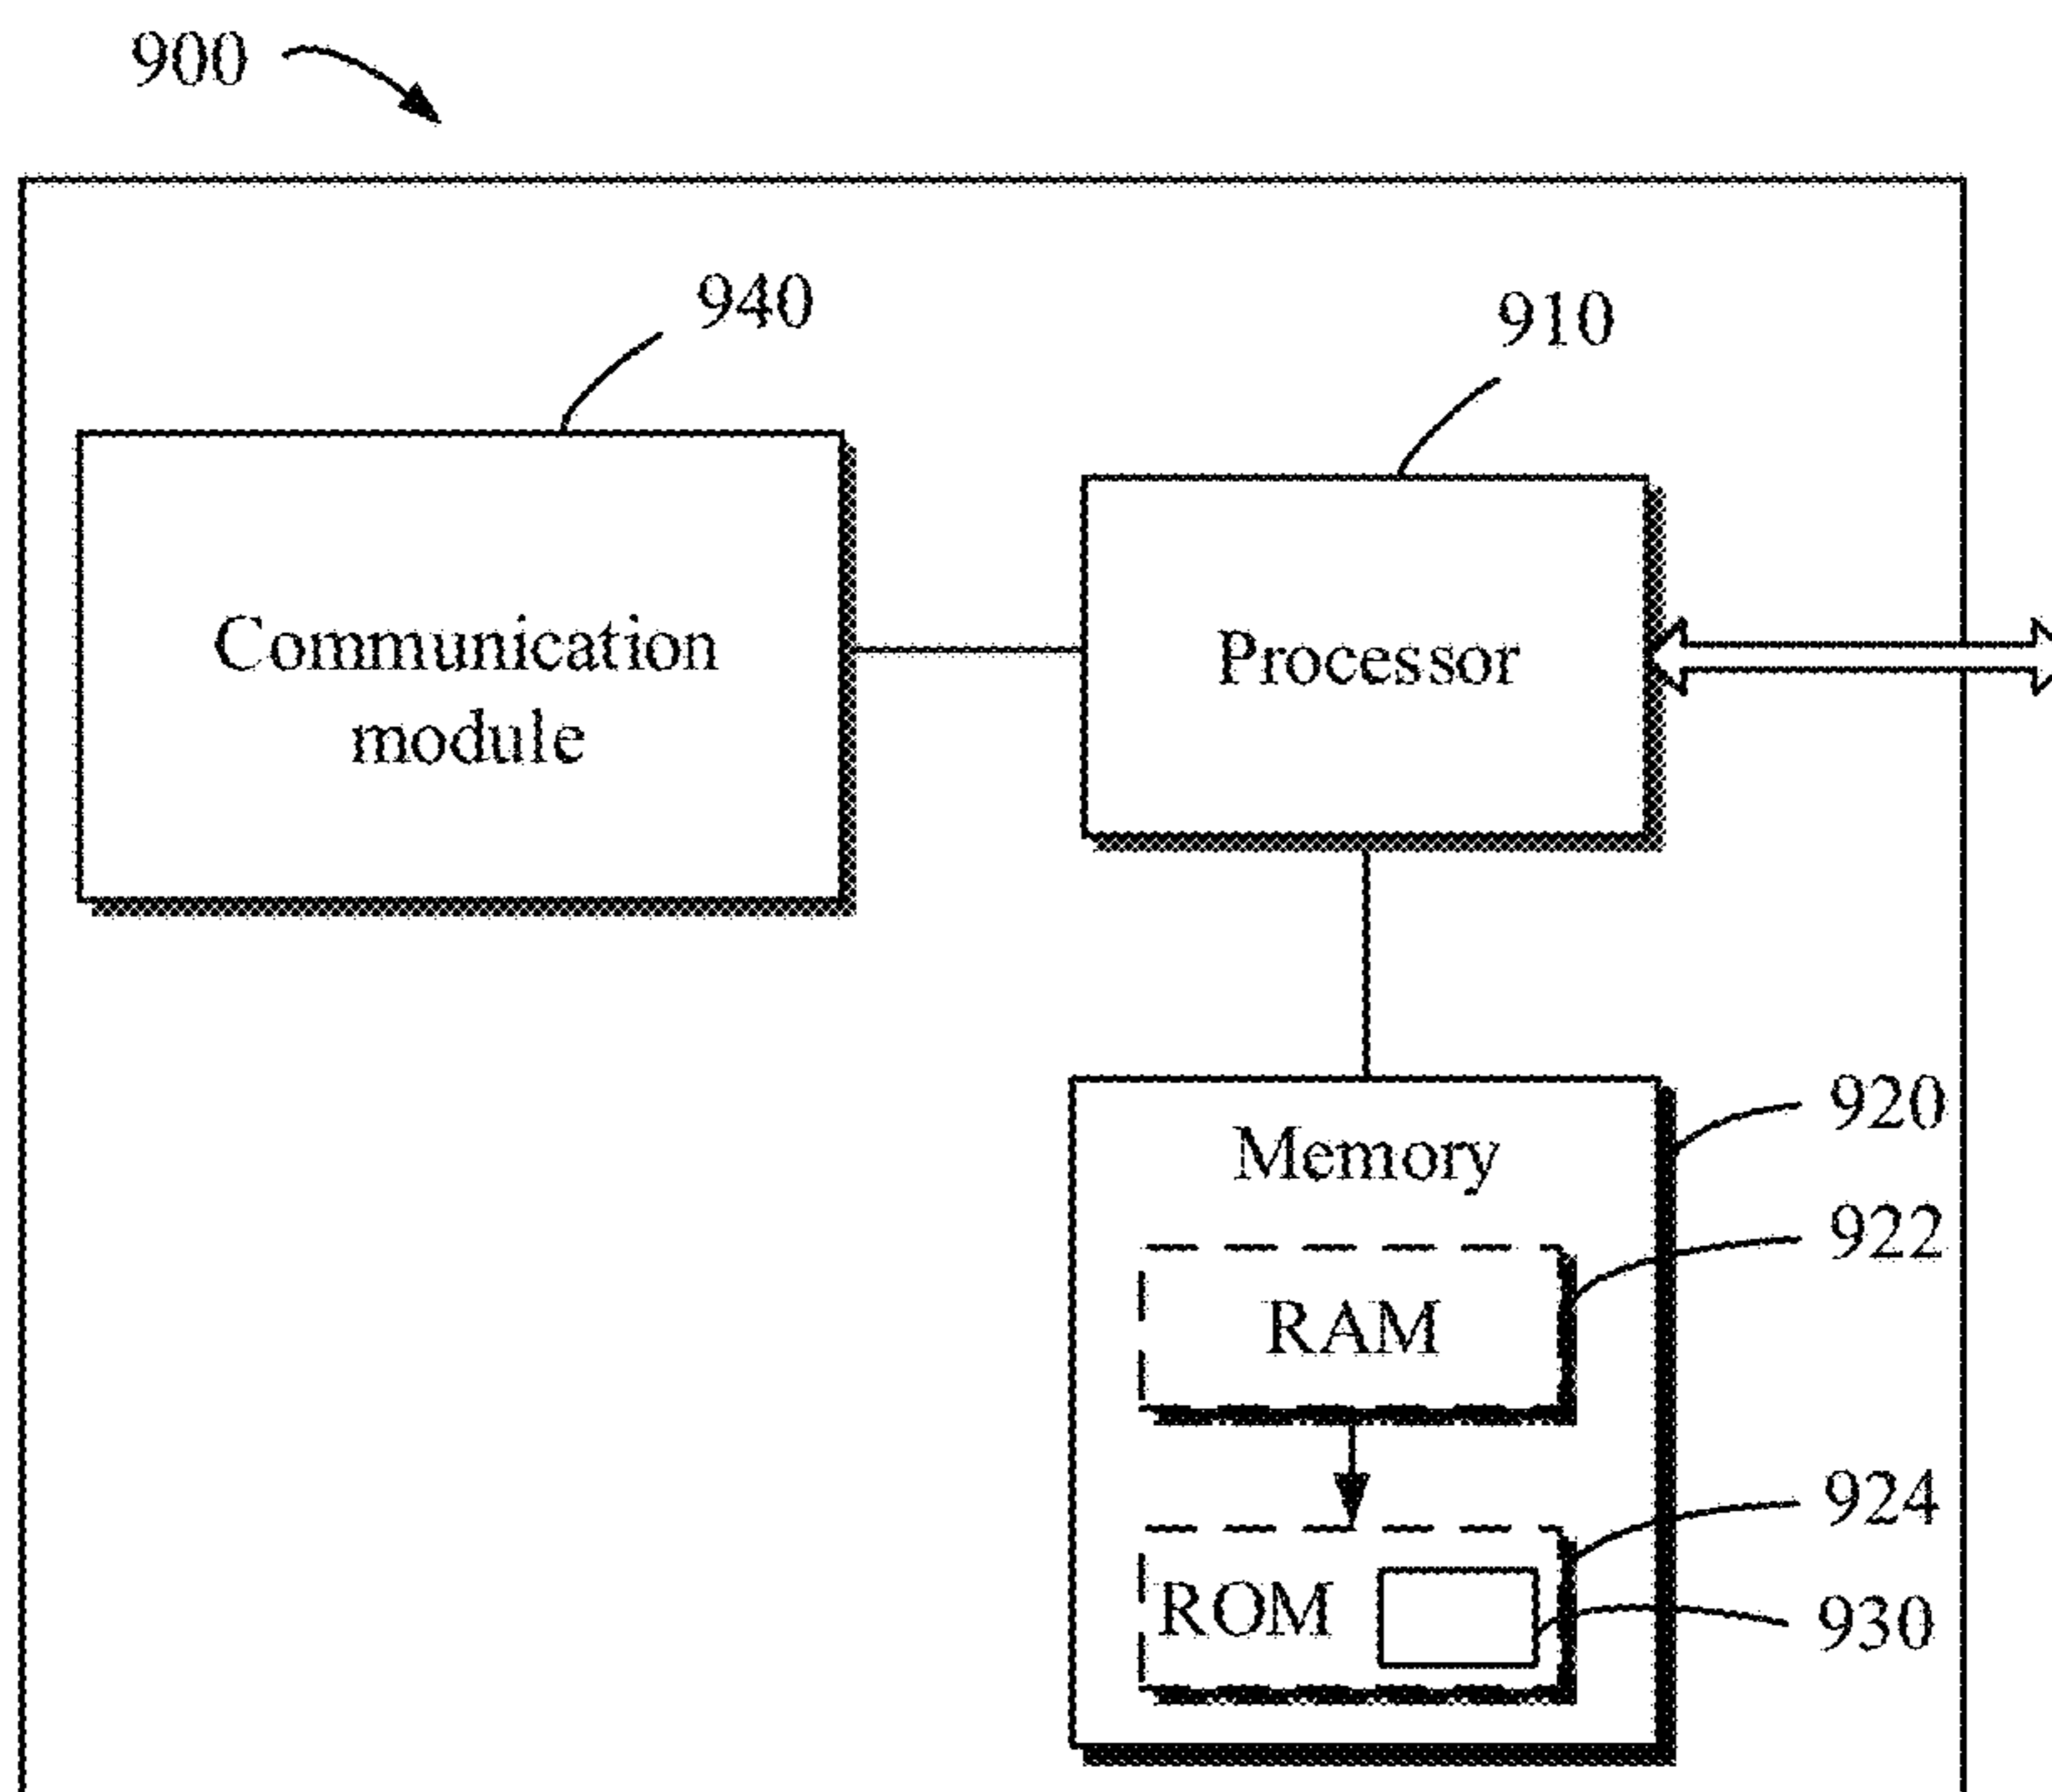 900
940
910
Communication
module
Processor
920
Memory
922
RAM
924
ROM
930